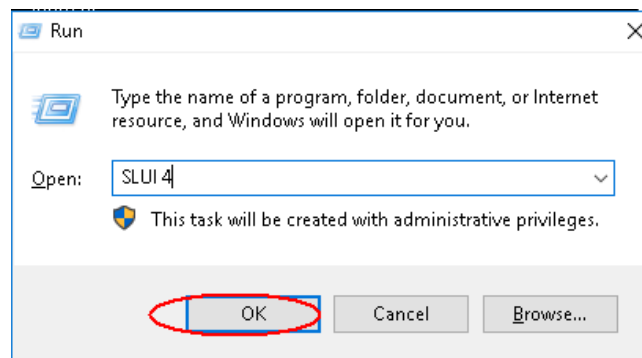 Run
Type the name of a program, folder, document, or Internet
resource, and Windows will open it for you.
Open: SLUI 4
This task will be created with administrative privileges.
OK Cancel Browse...